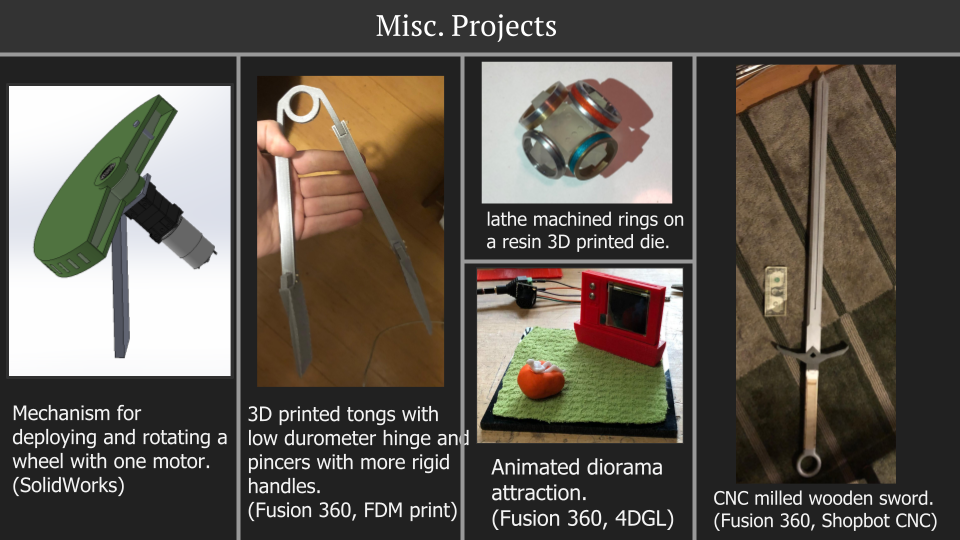 Misc. Projects
Mechanism for
deploying and rotating a
wheel with one motor.
(SolidWorks)
3D printed tongs with
low durometer hinge and
pincers with more rigid
handles.
(Fusion 360, FDM print)
lathe machined rings on
a resin 3D printed die.
Animated diorama
attraction.
(Fusion 360, 4DGL)
CNC milled wooden sword.
(Fusion 360, Shopbot CNC)